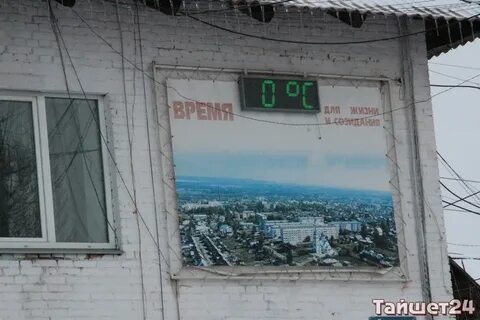 0°C
ВРЕМЯ
ДЛЯ ЖИЗНИ
И СОЗИДАНИЯ
Тайшет24